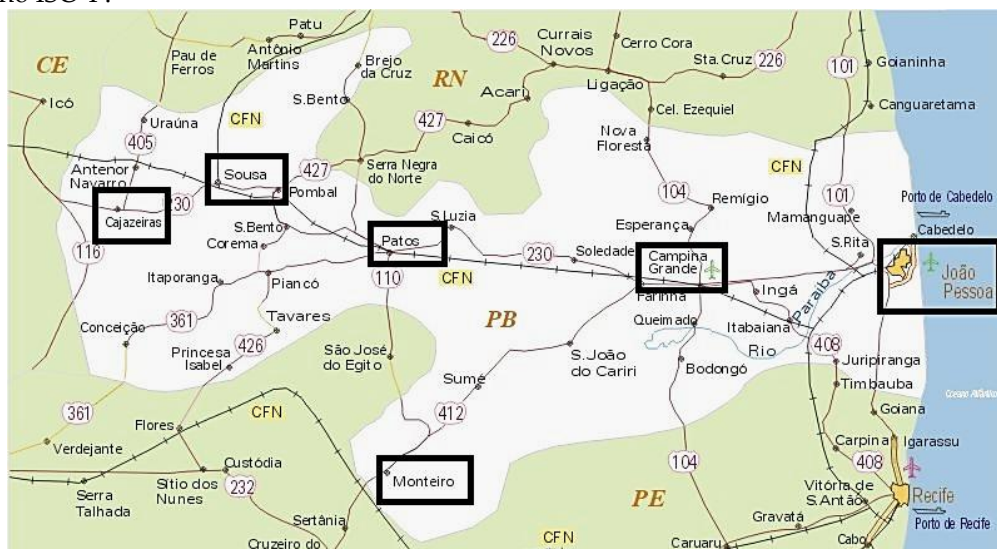 CE
Patu
Antônio
Martins
Pau de
Ferros
Brejo
da Cruz
RN
226
Currais
Novos
Cerro Cora
Sta. Cruz
226
101
Goianinha
Icó
S.Bento
Acari
Ligação
Cel. Ezequiel
Canguaretama
Uraúna
CFN
427
Caicó
Nova
Floresta
405
Antenor
Navarro
Sousa
427
Pombal
Serra Negra
do Norte
CFN
104
Remígio
101
Mamanguape
Porto de Cabedelo
Cabedelo
Cajazeiras
230
S.Bento
Corema
S.Luzia
Patos
Esperança
Soledade
230
Campina
Grande
S.Rita
João
Pessoa
116
Itaporanga
Piancó
110
CFN
Farinha
Ingá
Paraiba
Conceição
361
Tavares
PB
Queimado
Itabaiana
Rio
408
Princesa
Isabel
426
São José
do Egito
S. João
do Cariri
Bodongó
Juripiranga
Timbauba
Sumé
Oceano Atlântico
361
Flores
CFN
412
Goiana
Verdejante
Custódia
Monteiro
104
Carpina
Igarassu
408
Serra
Talhada
Sítio dos
Nunes
232
PE
Vitória de
S.Antão
Recife
Sertânia
Gravatá
Porto de Recife
Cruzeiro do
CFN
Caruaru
Cabo